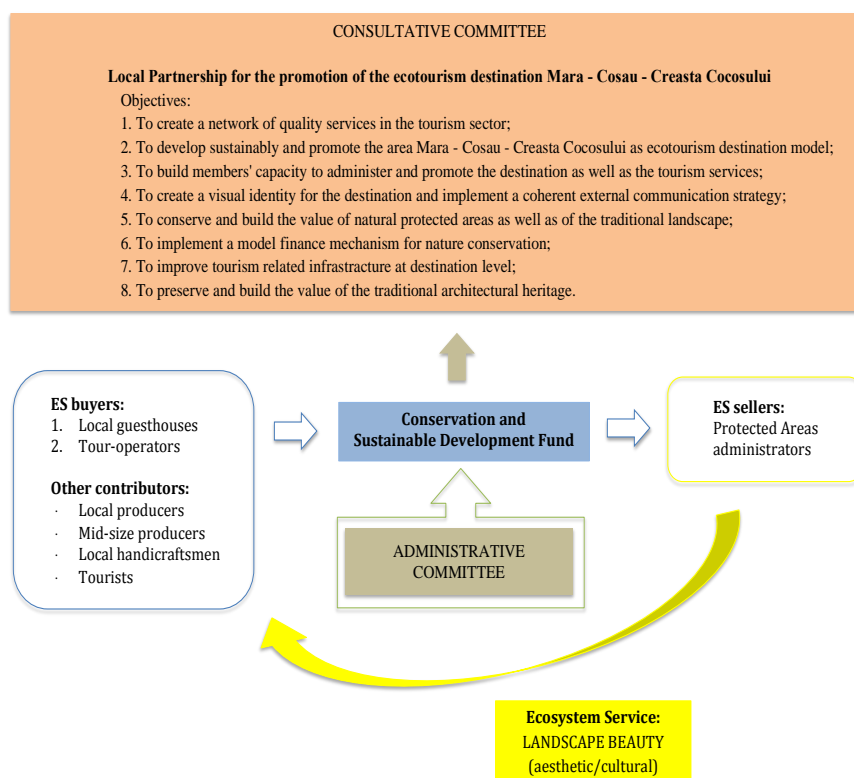 CONSULTATIVE COMMITTEE
Local Partnership for the promotion of the ecotourism destination Mara - Cosau - Creasta Cocosului
Objectives:
1. To create a network of quality services in the tourism sector;
2. To develop sustainably and promote the area Mara - Cosau - Creasta Cocosului as ecotourism destination model;
3. To build members' capacity to administer and promote the destination as well as the tourism services;
4. To create a visual identity for the destination and implement a coherent external communication strategy;
5. To conserve and build the value of natural protected areas as well as of the traditional landscape;
6. To implement a model finance mechanism for nature conservation;
7. To improve tourism related infrastracture at destination level;
8. To preserve and build the value of the traditional architectural heritage.
ES buyers:
1. Local guesthouses
2. Tour-operators
Other contributors:
· Local producers
· Mid-size producers
· Local handicraftsmen
· Tourists
Conservation and
Sustainable Development Fund
ES sellers:
Protected Areas
administrators
ADMINISTRATIVE
COMMITTEE
Ecosystem Service:
LANDSCAPE BEAUTY
(aesthetic/cultural)